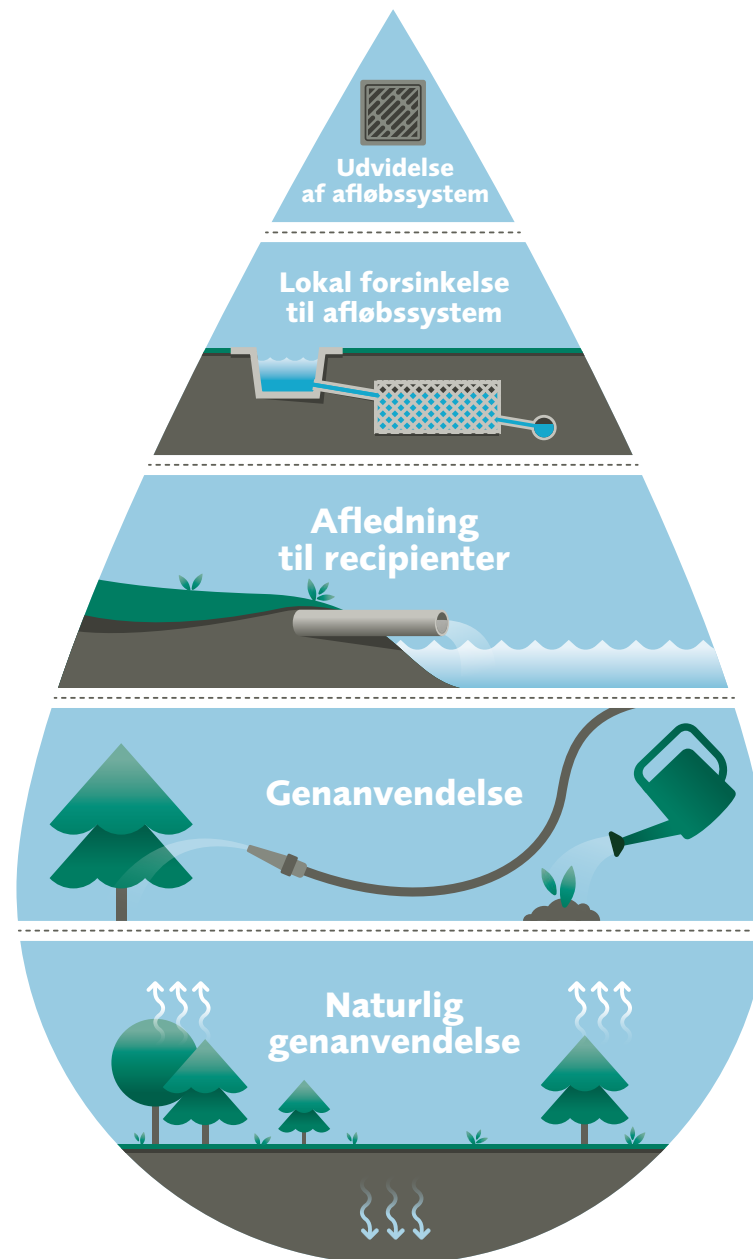 Udvidelse
af afløbssystem
Lokal forsinkelse
til afløbssystem
Afledning
til recipienter
Genanvendelse
Naturlig
genanvendelse